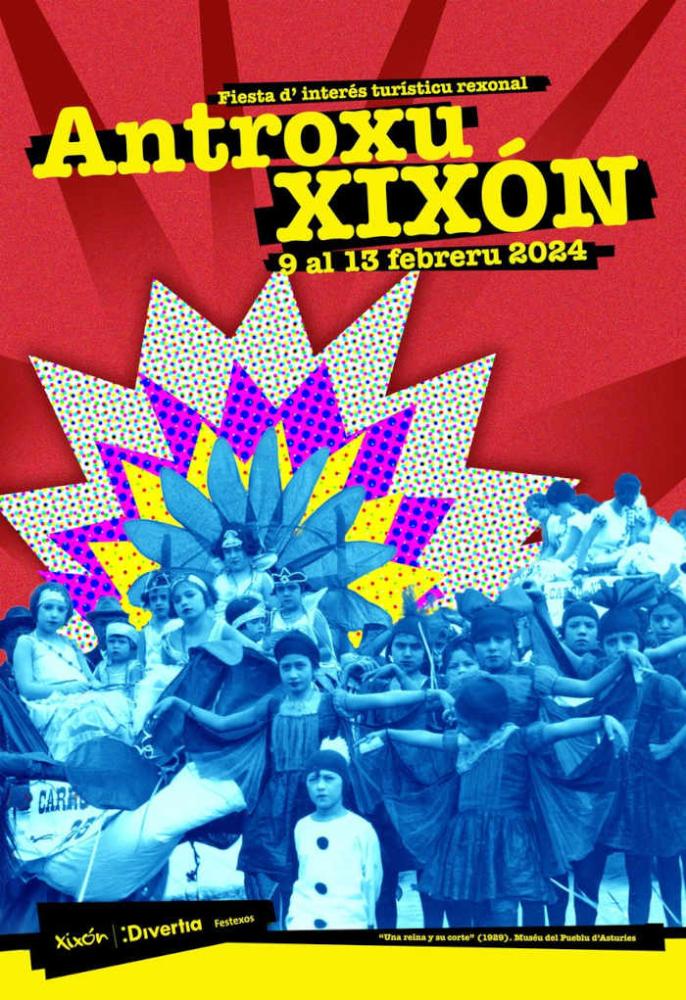 Fiesta d' interés turísticu rexonal
Antroxu
XIXÓN
9 al 13 febreru 2024
CARR
Xixón :Divertia Festexos
"Una reina y su corte" (1929). Muséu del Pueblu d'Asturies